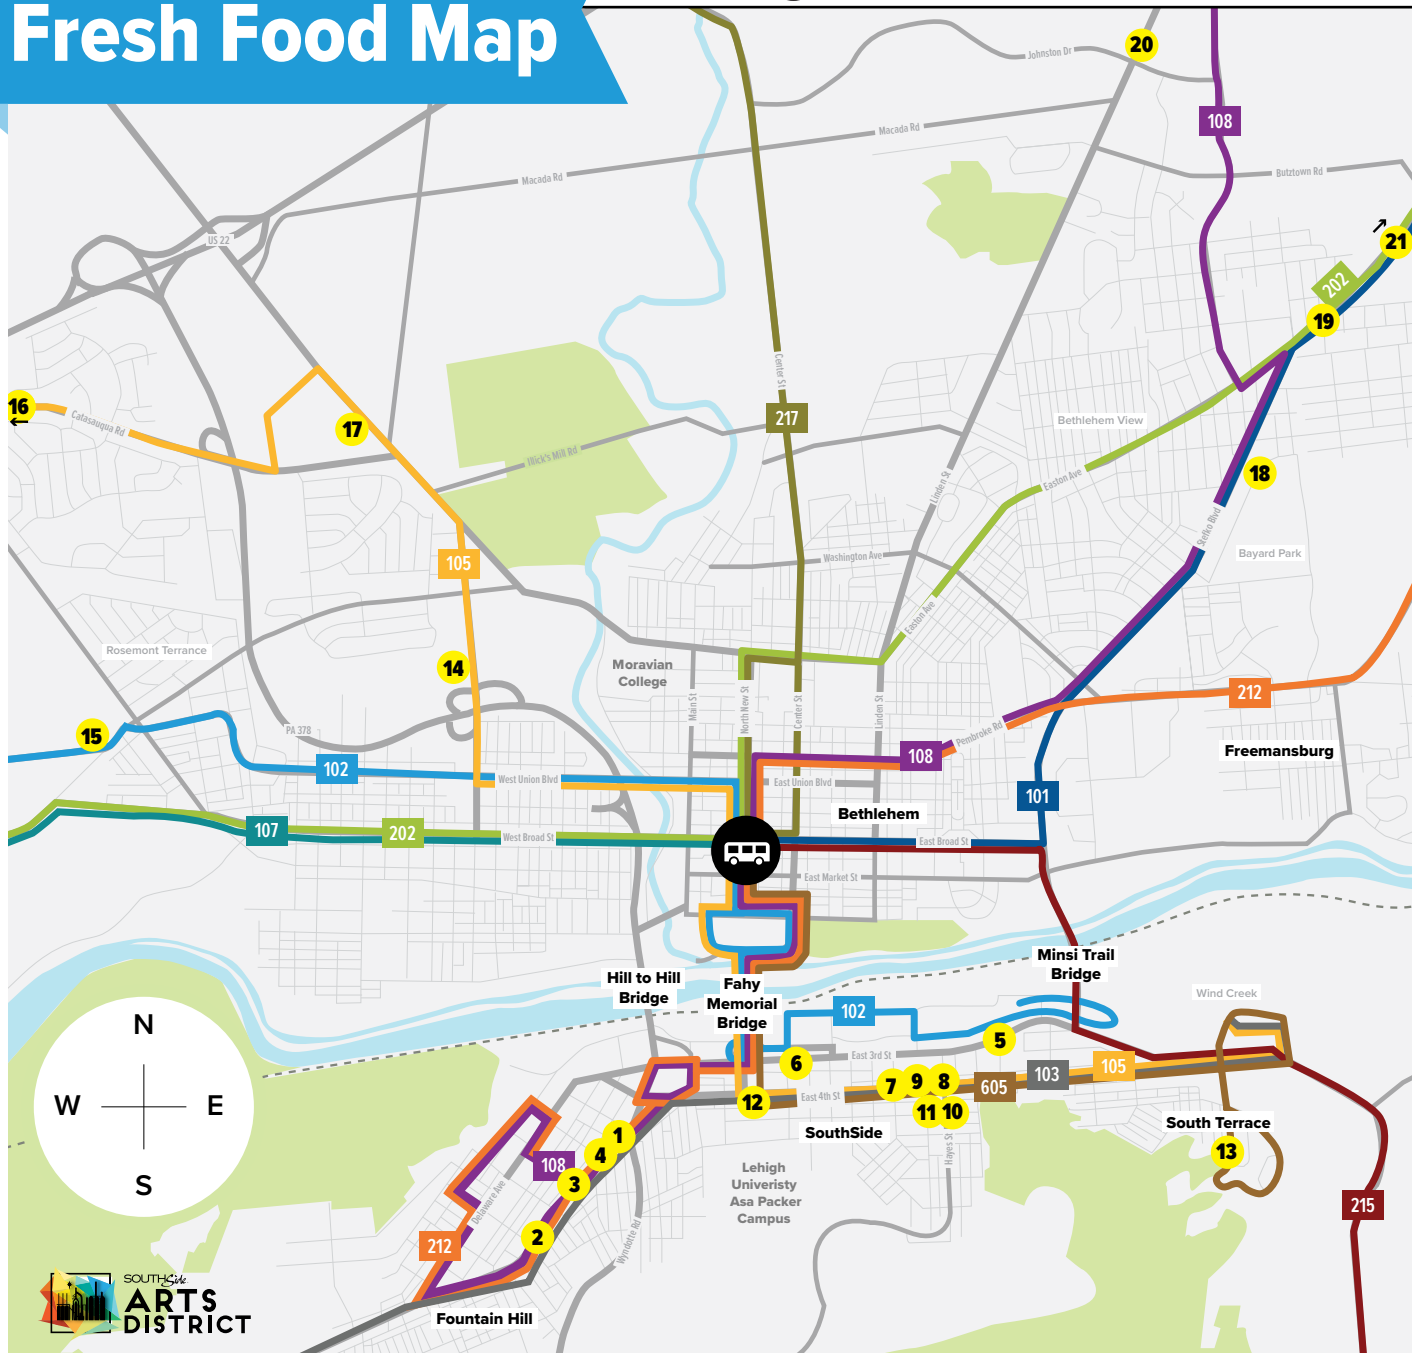 Fresh Food Map
20
Johnston Dr
Macada Rd
108
Macada Rd
Butztown Rd
US 22
21
202
19
16
Catasauqua Rd
17
Center St
217
Bethlehem View
Illick's Mill Rd
Easton Ave
18
Linden St
Stefko Blvd
105
Washington Ave
Bayard Park
Easton Ave
Rosemont Terrance
14
Moravian
College
Main St
North New St
Center St
Linden St
212
PA 378
15
Pembroke Rd
108
Freemansburg
102
West Union Blvd
East Union Blvd
101
Bethlehem
107
202
West Broad St
East Broad St
East Market St
Minsi Trail
Bridge
Hill to Hill
Bridge
Fahy
Memorial
Bridge
Wind Creek
102
5
6
East 3rd St
N
W
E
S
7
9
8
605
103
105
12
East 4th St
11
10
SouthSide
South Terrace
13
1
4
108
3
Hayes St
Lehigh
Univeristy
Asa Packer
Campus
Delaware Ave
2
212
Wyndotte Rd
215
SOUTHSide
ARTS
DISTRICT
Fountain Hill